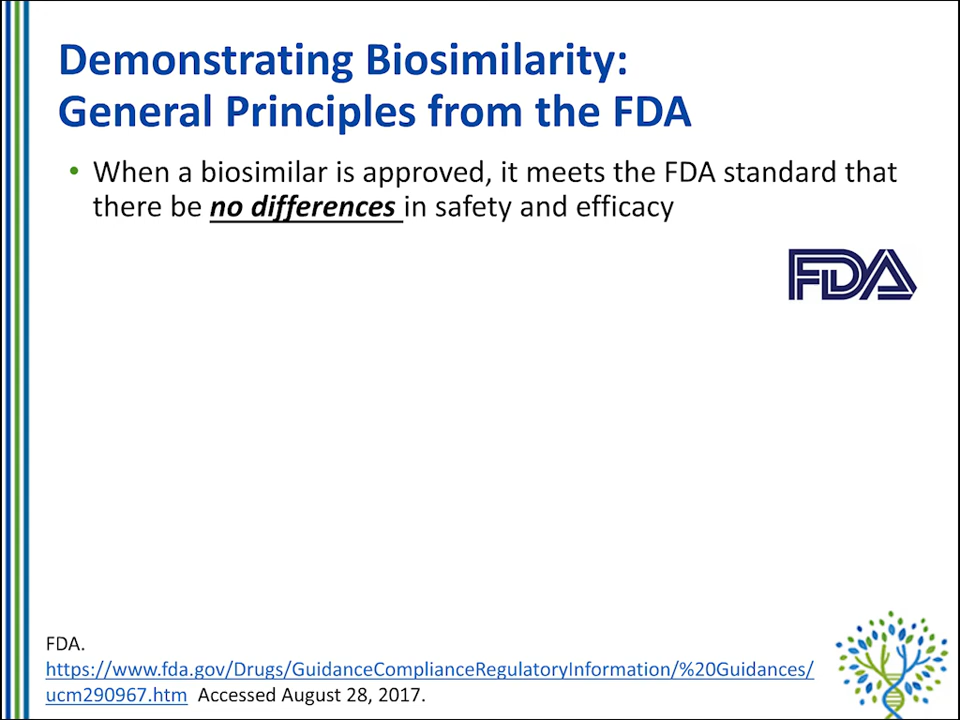 Demonstrating Biosimilarity:
General Principles from the FDA
• When a biosimilar is approved, it meets the FDA standard that
there be no differences in safety and efficacy
FDA
FDA.
https://www.fda.gov/Drugs/GuidanceComplianceRegulatoryInformation/%20Guidances/
ucm290967.htm Accessed August 28, 2017.